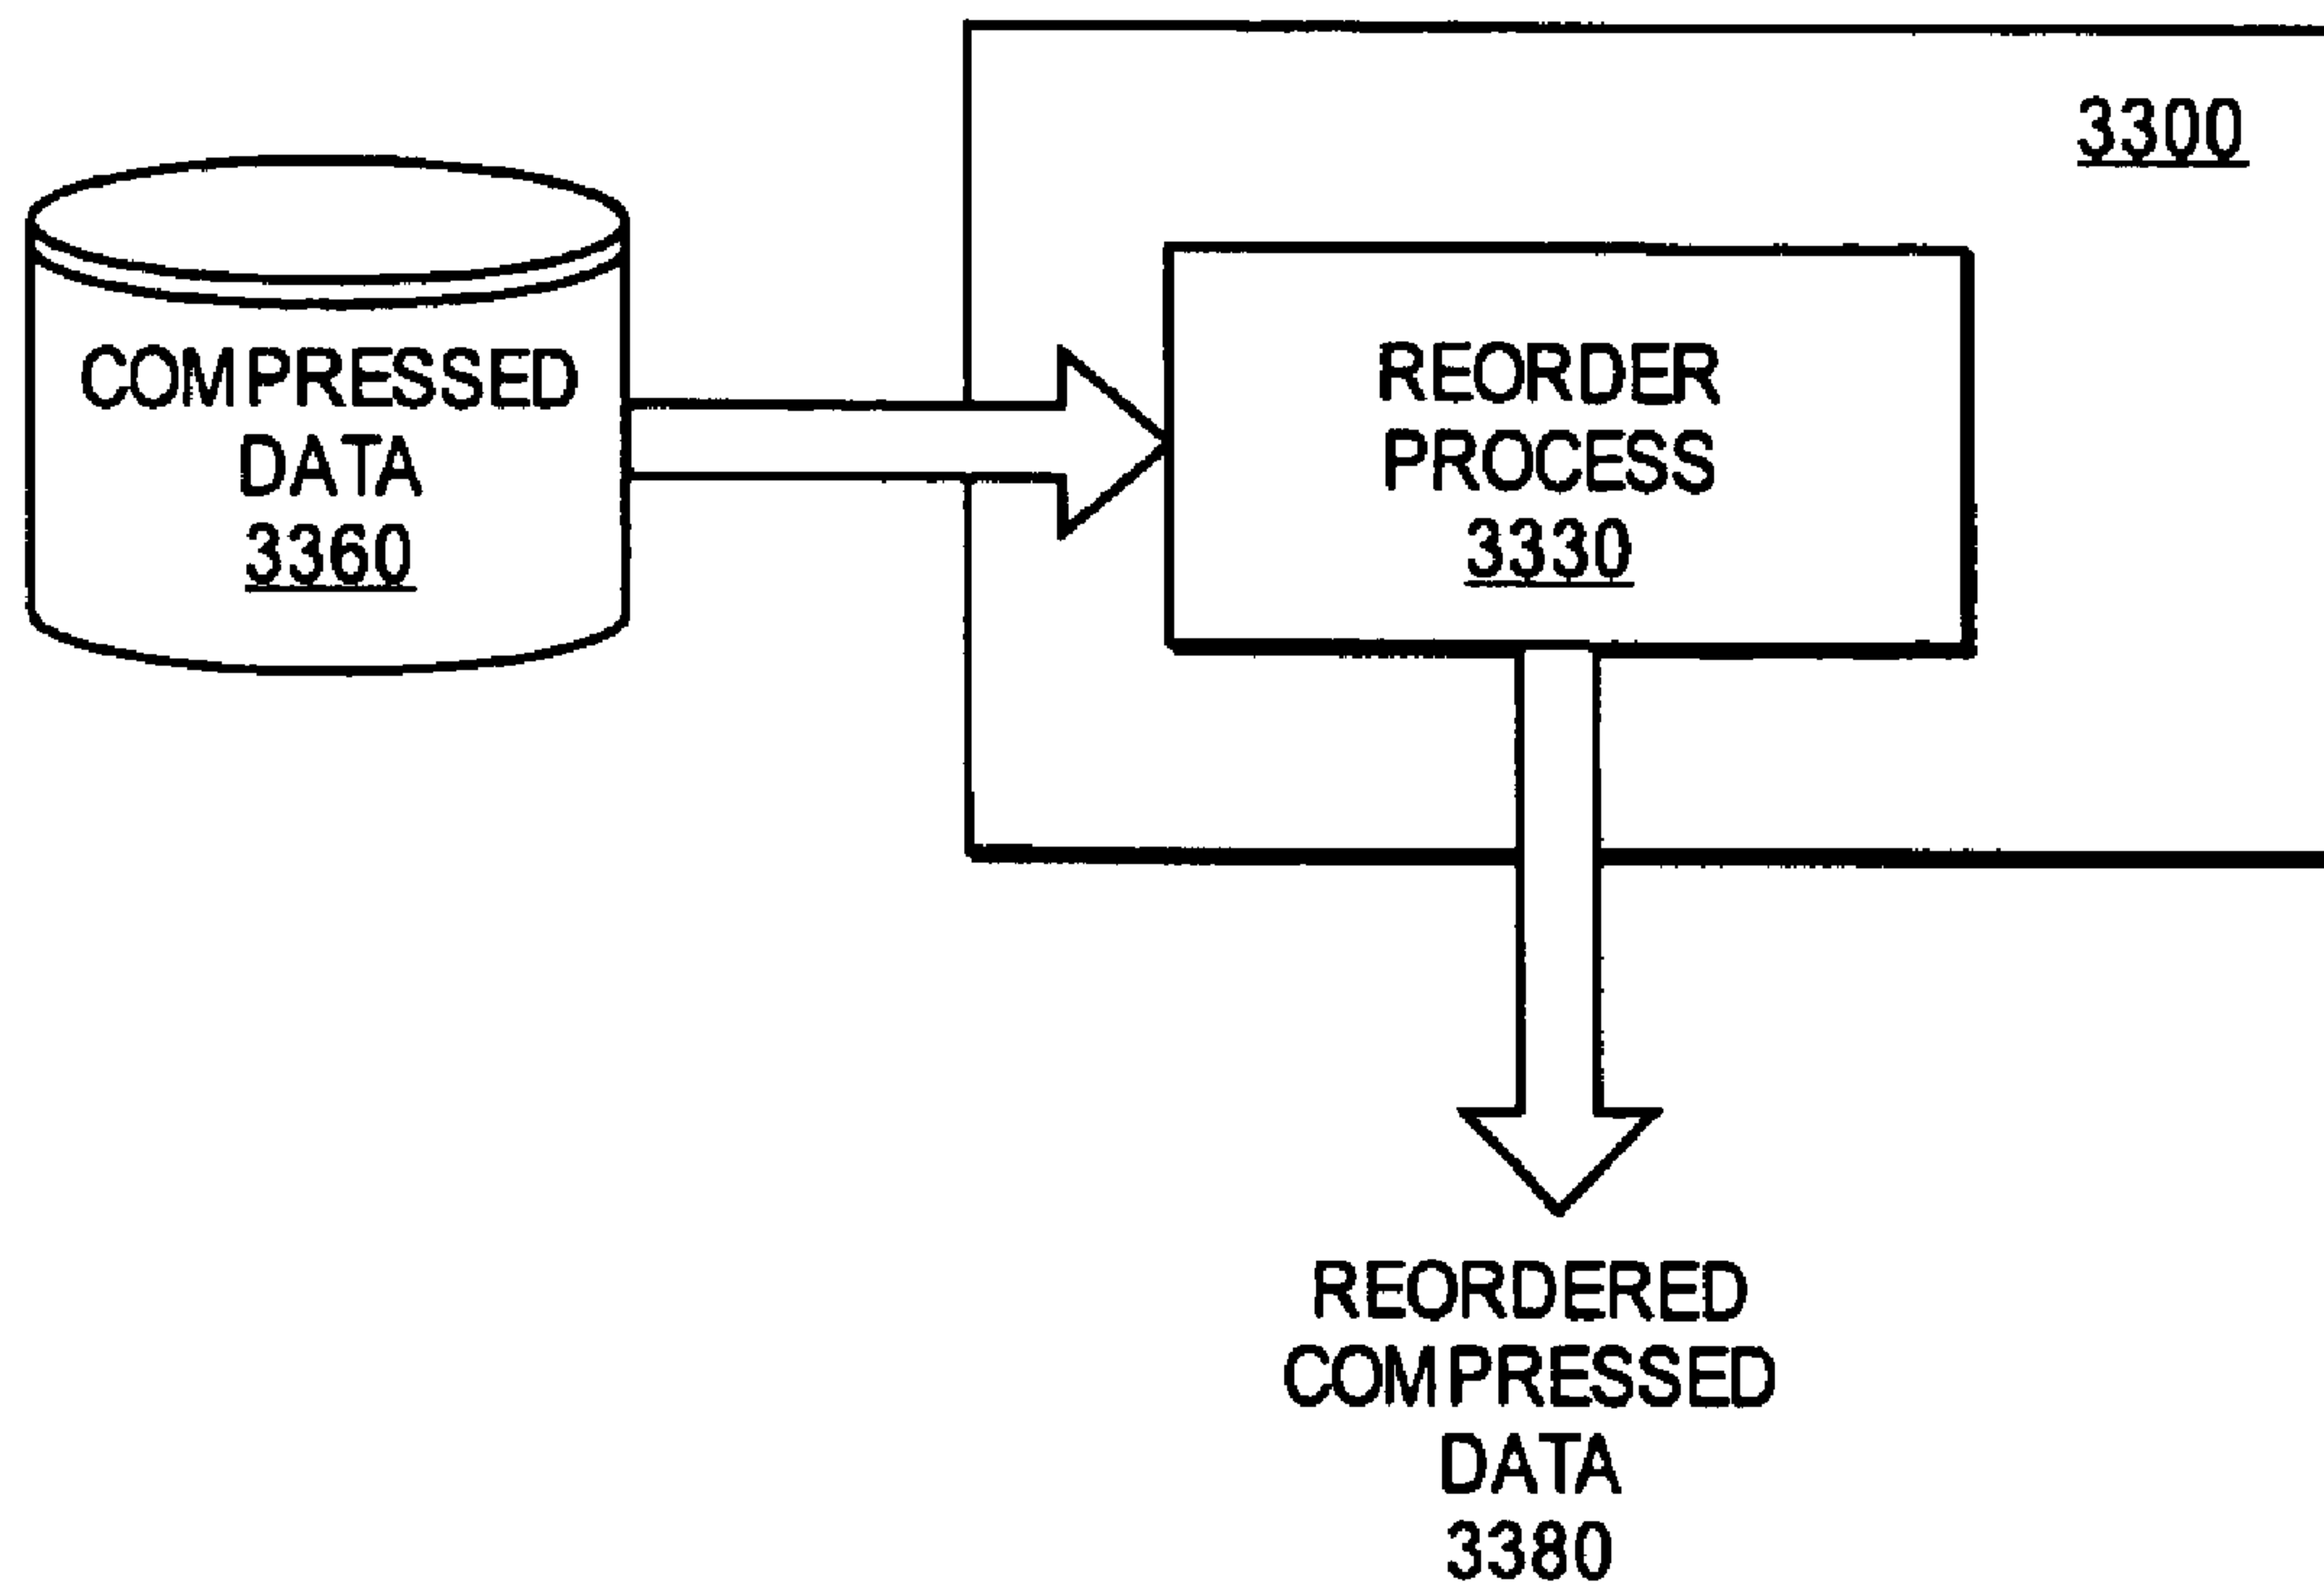 3300
COMPRESSED
DATA
3360
REORDER
PROCESS
3330
REORDERED
COMPRESSED
DATA
3380